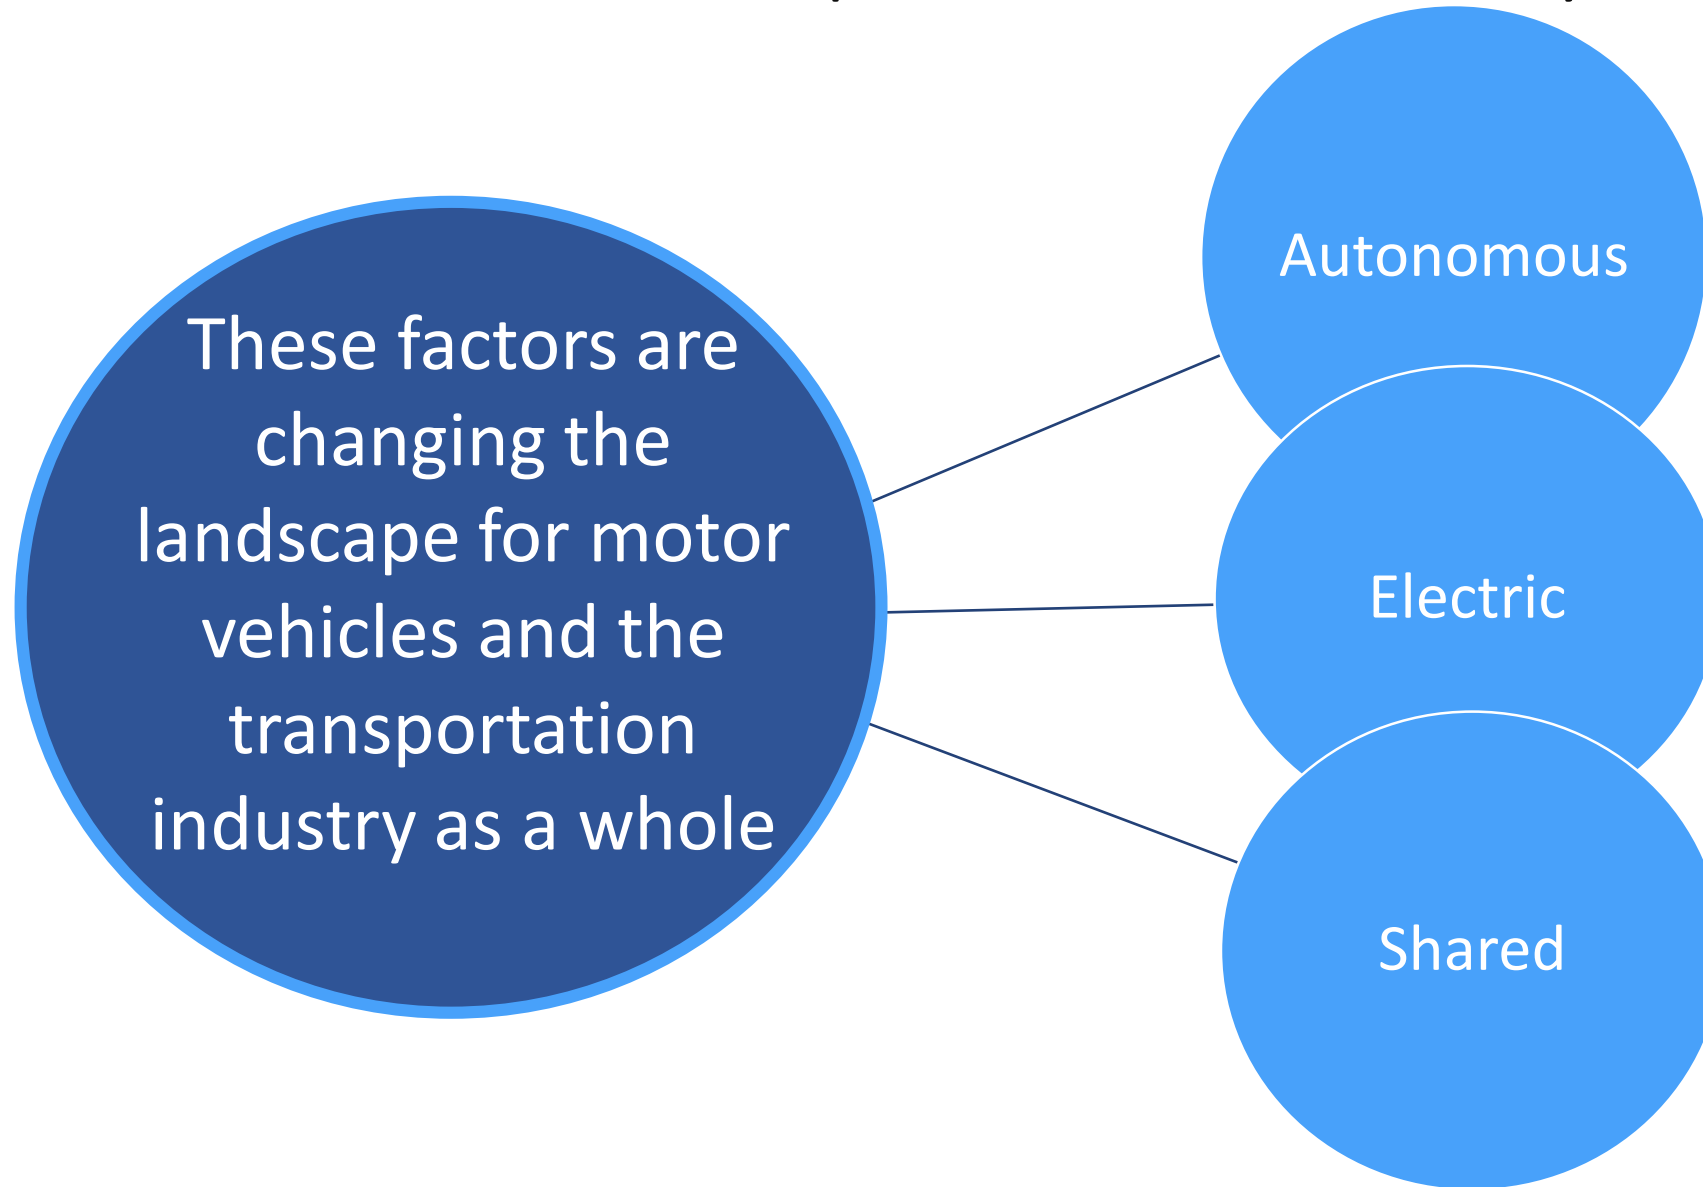 These factors are
changing the
landscape for motor
vehicles and the
transportation
industry as a whole
Autonomous
Electric
Shared